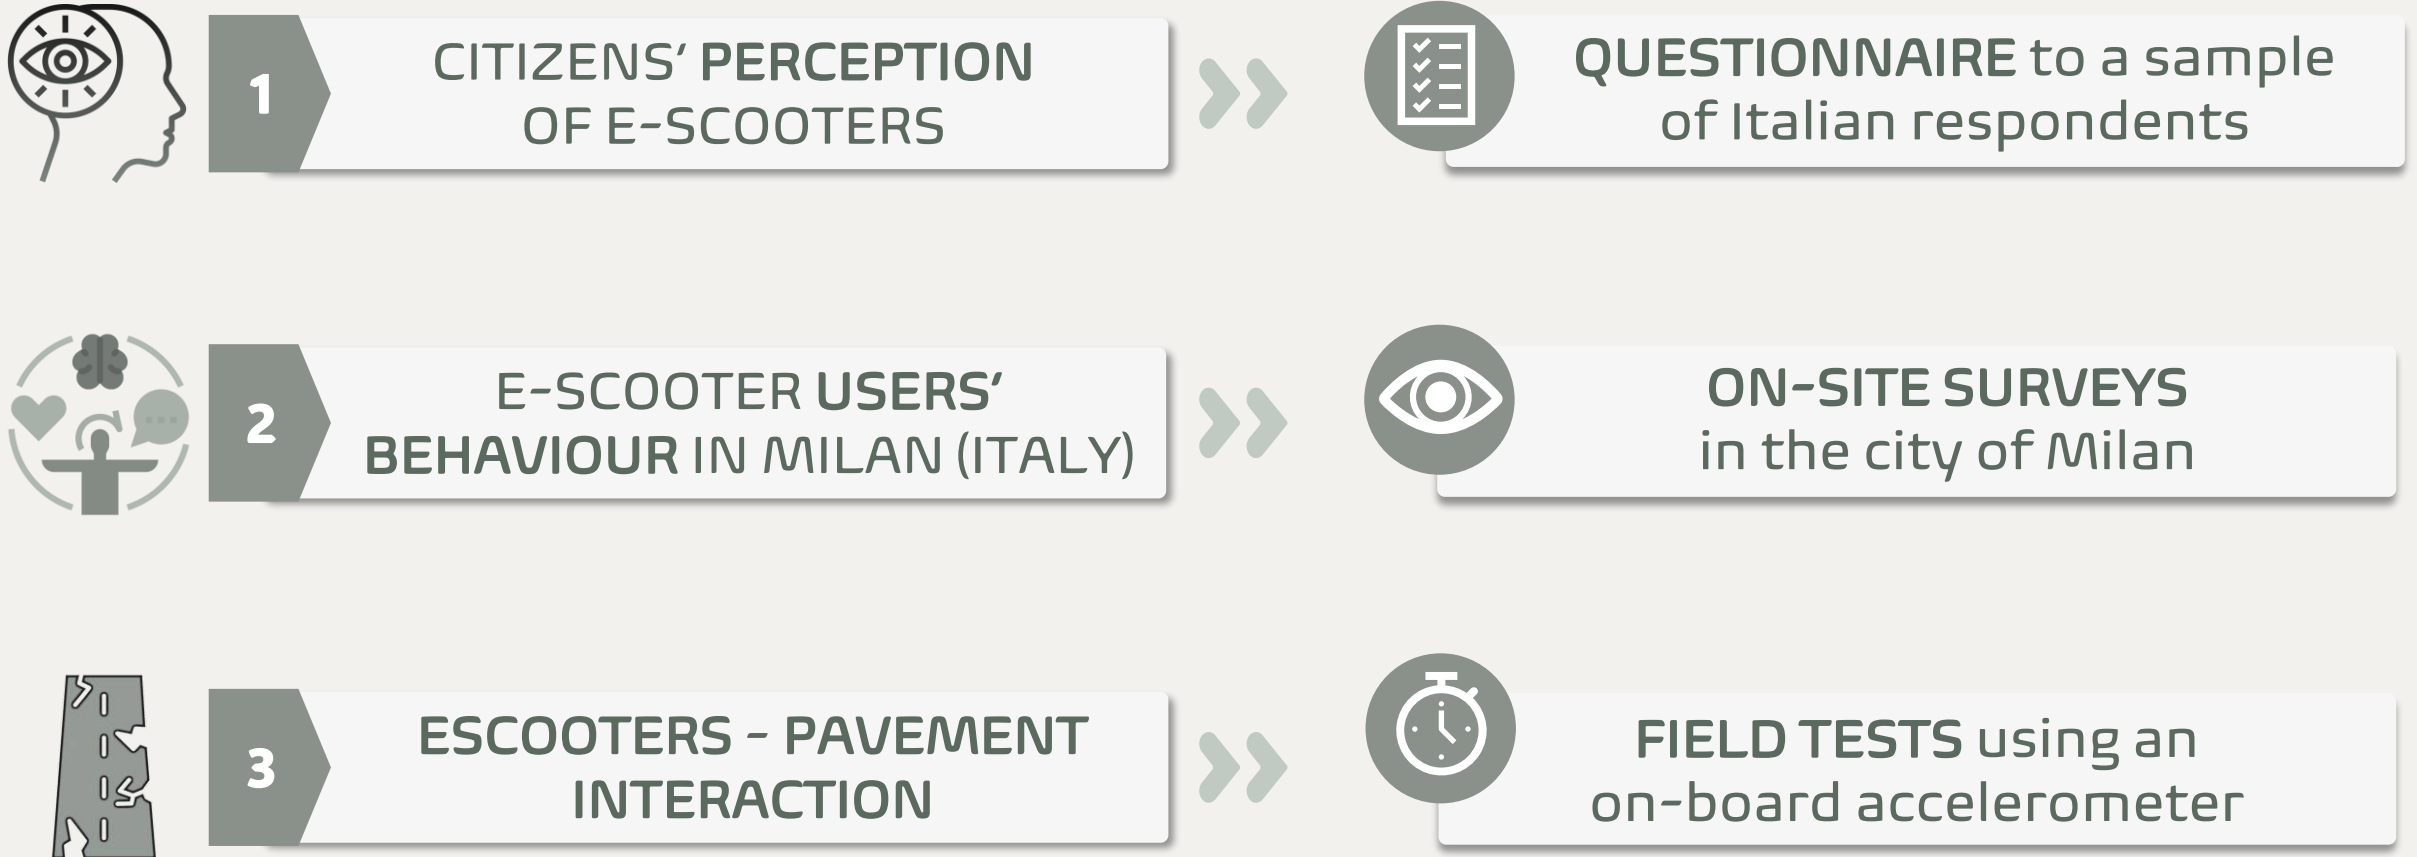 1
CITIZENS’ PERCEPTION
OF E-SCOOTERS
QUESTIONNAIRE to a sample
of Italian respondents
2
E-SCOOTER USERS’
BEHAVIOUR IN MILAN (ITALY)
ON-SITE SURVEYS
in the city of Milan
3
ESCOOTERS - PAVEMENT
INTERACTION
FIELD TESTS using an
on-board accelerometer